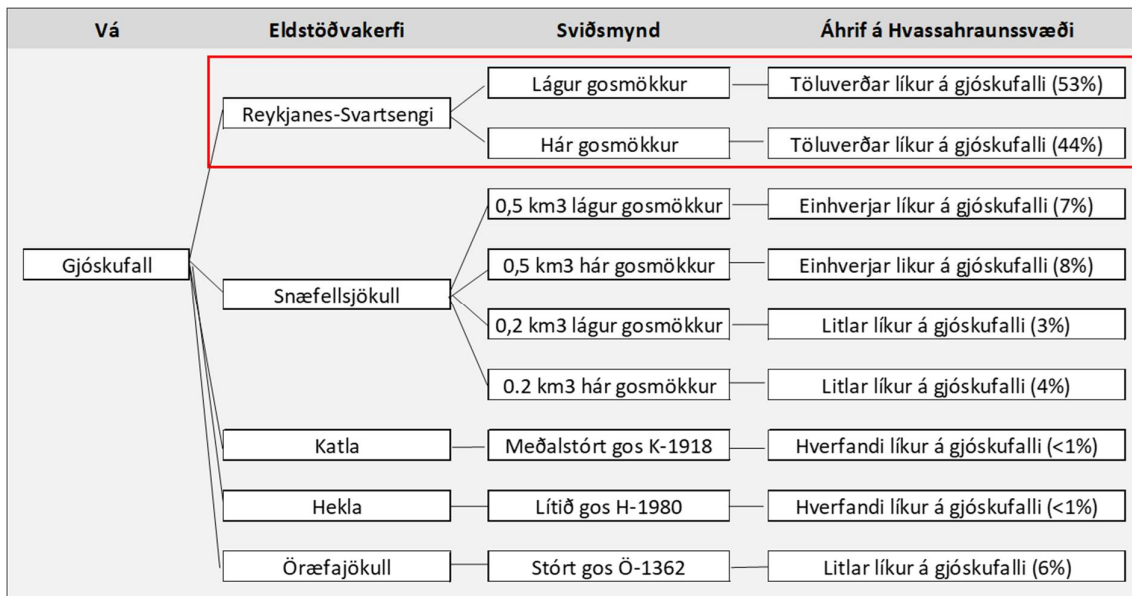 Vá Eldstöðvakerfi Sviðsmynd Áhrif á Hvassahraunssvæði
Lágur gosmökkur Töluverðar líkur á gjóskufalli (53%)
Reykjanes-Svartsengi
Hár gosmökkur Töluverðar líkur á gjóskufalli (44%)
0,5 km3 lágur gosmökkur Einhverjar líkur á gjóskufalli (7%)
Gjóskufall 0,5 km3 hár gosmökkur Einhverjar likur á gjóskufalli (8%)
Snæfellsjökull
0,2 km3 lágur gosmökkur Litlar líkur á gjóskufalli (3%)
0.2 km3 hár gosmökkur Litlar líkur á gjóskufalli (4%)
Katla Meðalstórt gos K-1918 Hverfandi líkur á gjóskufalli (<1%)
Hekla Lítið gos H-1980 Hverfandi líkur á gjóskufalli (<1%)
Öræfajökull Stórt gos Ö-1362 Litlar líkur á gjóskufalli (6%)